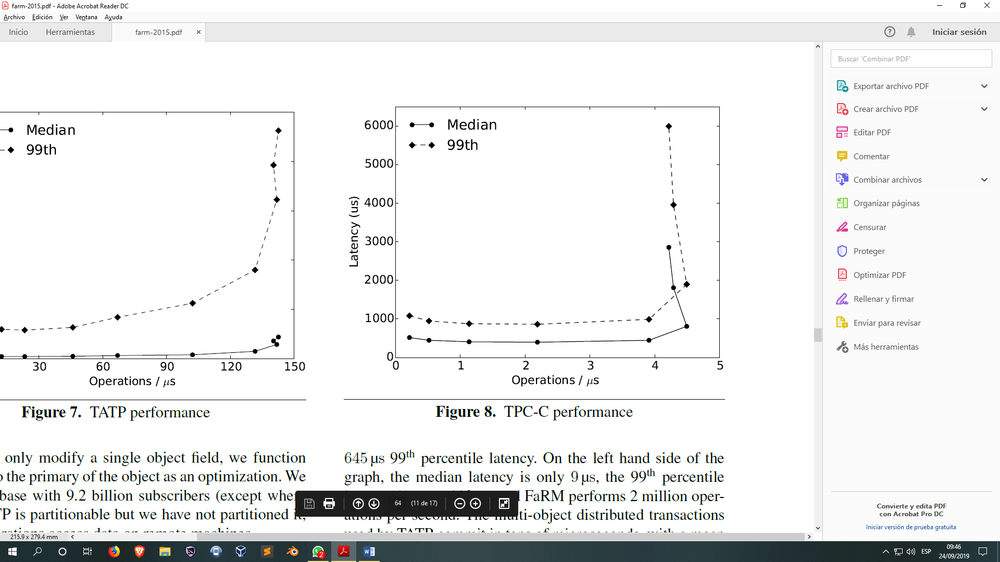 farm-2015.pdf - Adobe Acrobat Reader DC
Archivo Edición Ver Ventana Ayuda
Inicio Herramientas farm-2015.pdf × Iniciar sesión
Median
99th
30 60 90 120 150
Operations / μs
Figure 7. TATP performance
only modify a single object field, we function
the primary of the object as an optimization. We
base with 9.2 billion subscribers (except
is partitionable but we have not partitioned it,
Median
99th
6000
5000
4000
3000
2000
1000
0
Latency (us)
0 1 2 3 4 5
Operations / μs
Figure 8. TPC-C performance
645 μs 99th percentile latency. On the left hand side of the
graph, the median latency is only 9 μs, the 99th percentile
FaRM performs 2 million oper-
ations per second. The multi-object distributed transactions
64 (11 de 17)
215.9 x 279.4 mm
Buscar 'Combinar PDF'
Exportar archivo PDF
Crear archivo PDF
Editar PDF
Comentar
Combinar archivos
Organizar páginas
Censurar
Proteger
Optimizar PDF
Rellenar y firmar
Enviar para revisar
Más herramientas
Convierte y edita PDF
con Acrobat Pro DC
Iniciar versión de prueba gratuita
2
ESP
09:46
24/09/2019